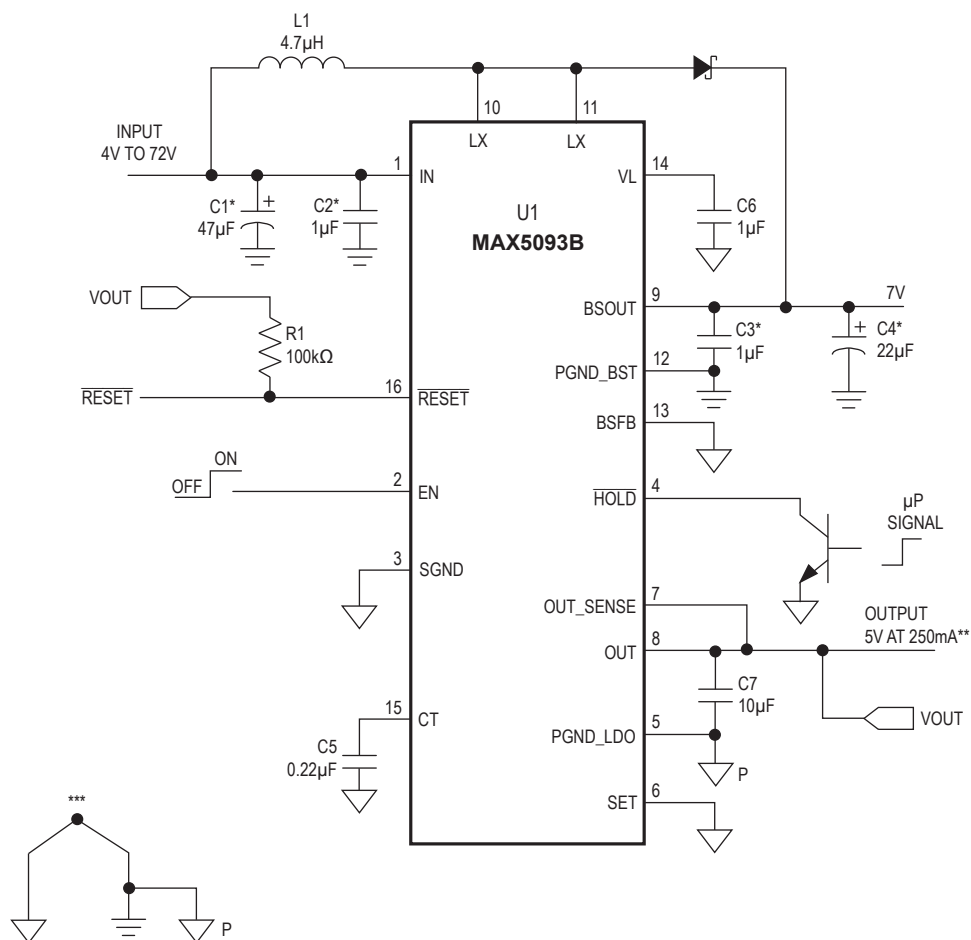 L1
4.7µH
10
11
LX
LX
INPUT
4V TO 72V
1
IN
VL
14
C1*
47µF
+
C2*
1µF
U1
MAX5093B
C6
1µF
VOUT
R1
100kΩ
BSOUT
9
7V
C3*
1µF
+
C4*
22µF
PGND_BST
12
RESET
16
RESET
BSFB
13
ON
OFF
2
EN
HOLD
4
µP
SIGNAL
3
SGND
OUT_SENSE
7
OUTPUT
5V AT 250mA**
OUT
8
C7
10µF
VOUT
15
CT
C5
0.22µF
PGND_LDO
5
P
SET
6
***
P